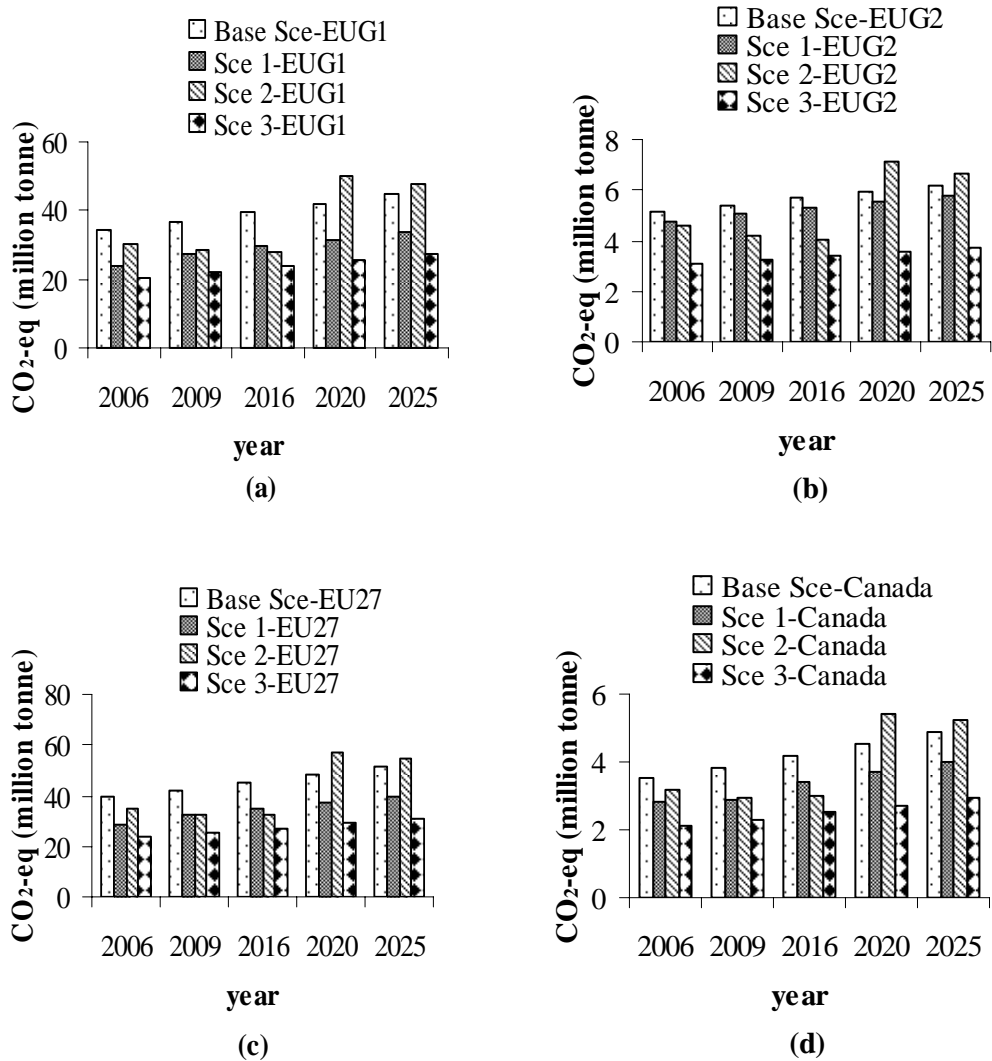 Base Sce-EUG1
Sce 1-EUG1
Sce 2-EUG1
Sce 3-EUG1
CO2-eq (million tonne)
60
40
20
0
2006 2009 2016 2020 2025
year
(a)
Base Sce-EUG2
Sce 1-EUG2
Sce 2-EUG2
Sce 3-EUG2
CO2-eq (million tonne)
8
6
4
2
0
2006 2009 2016 2020 2025
year
(b)
Base Sce-EU27
Sce 1-EU27
Sce 2-EU27
Sce 3-EU27
CO2-eq (million tonne)
80
60
40
20
0
2006 2009 2016 2020 2025
year
(c)
Base Sce-Canada
Sce 1-Canada
Sce 2-Canada
Sce 3-Canada
CO2-eq (million tonne)
6
4
2
0
2006 2009 2016 2020 2025
year
(d)